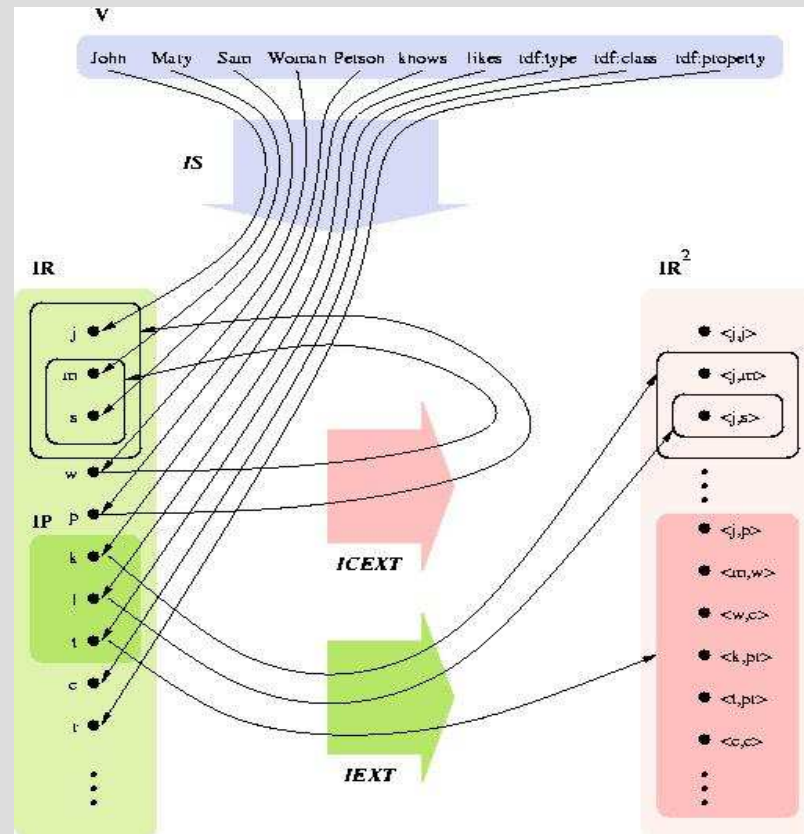 V
John Mary Sam Woman Person knows likes rdf:type rdf:class rdf:property
IS
IR
IR²
j
<j,j>
m
<j,m>
s
<j,s>
w
p
IP
<j,p>
k
ICEXT
<m,w>
l
<w,c>
t
<k,pt>
c
<t,pt>
r
<c,c>
IEXT